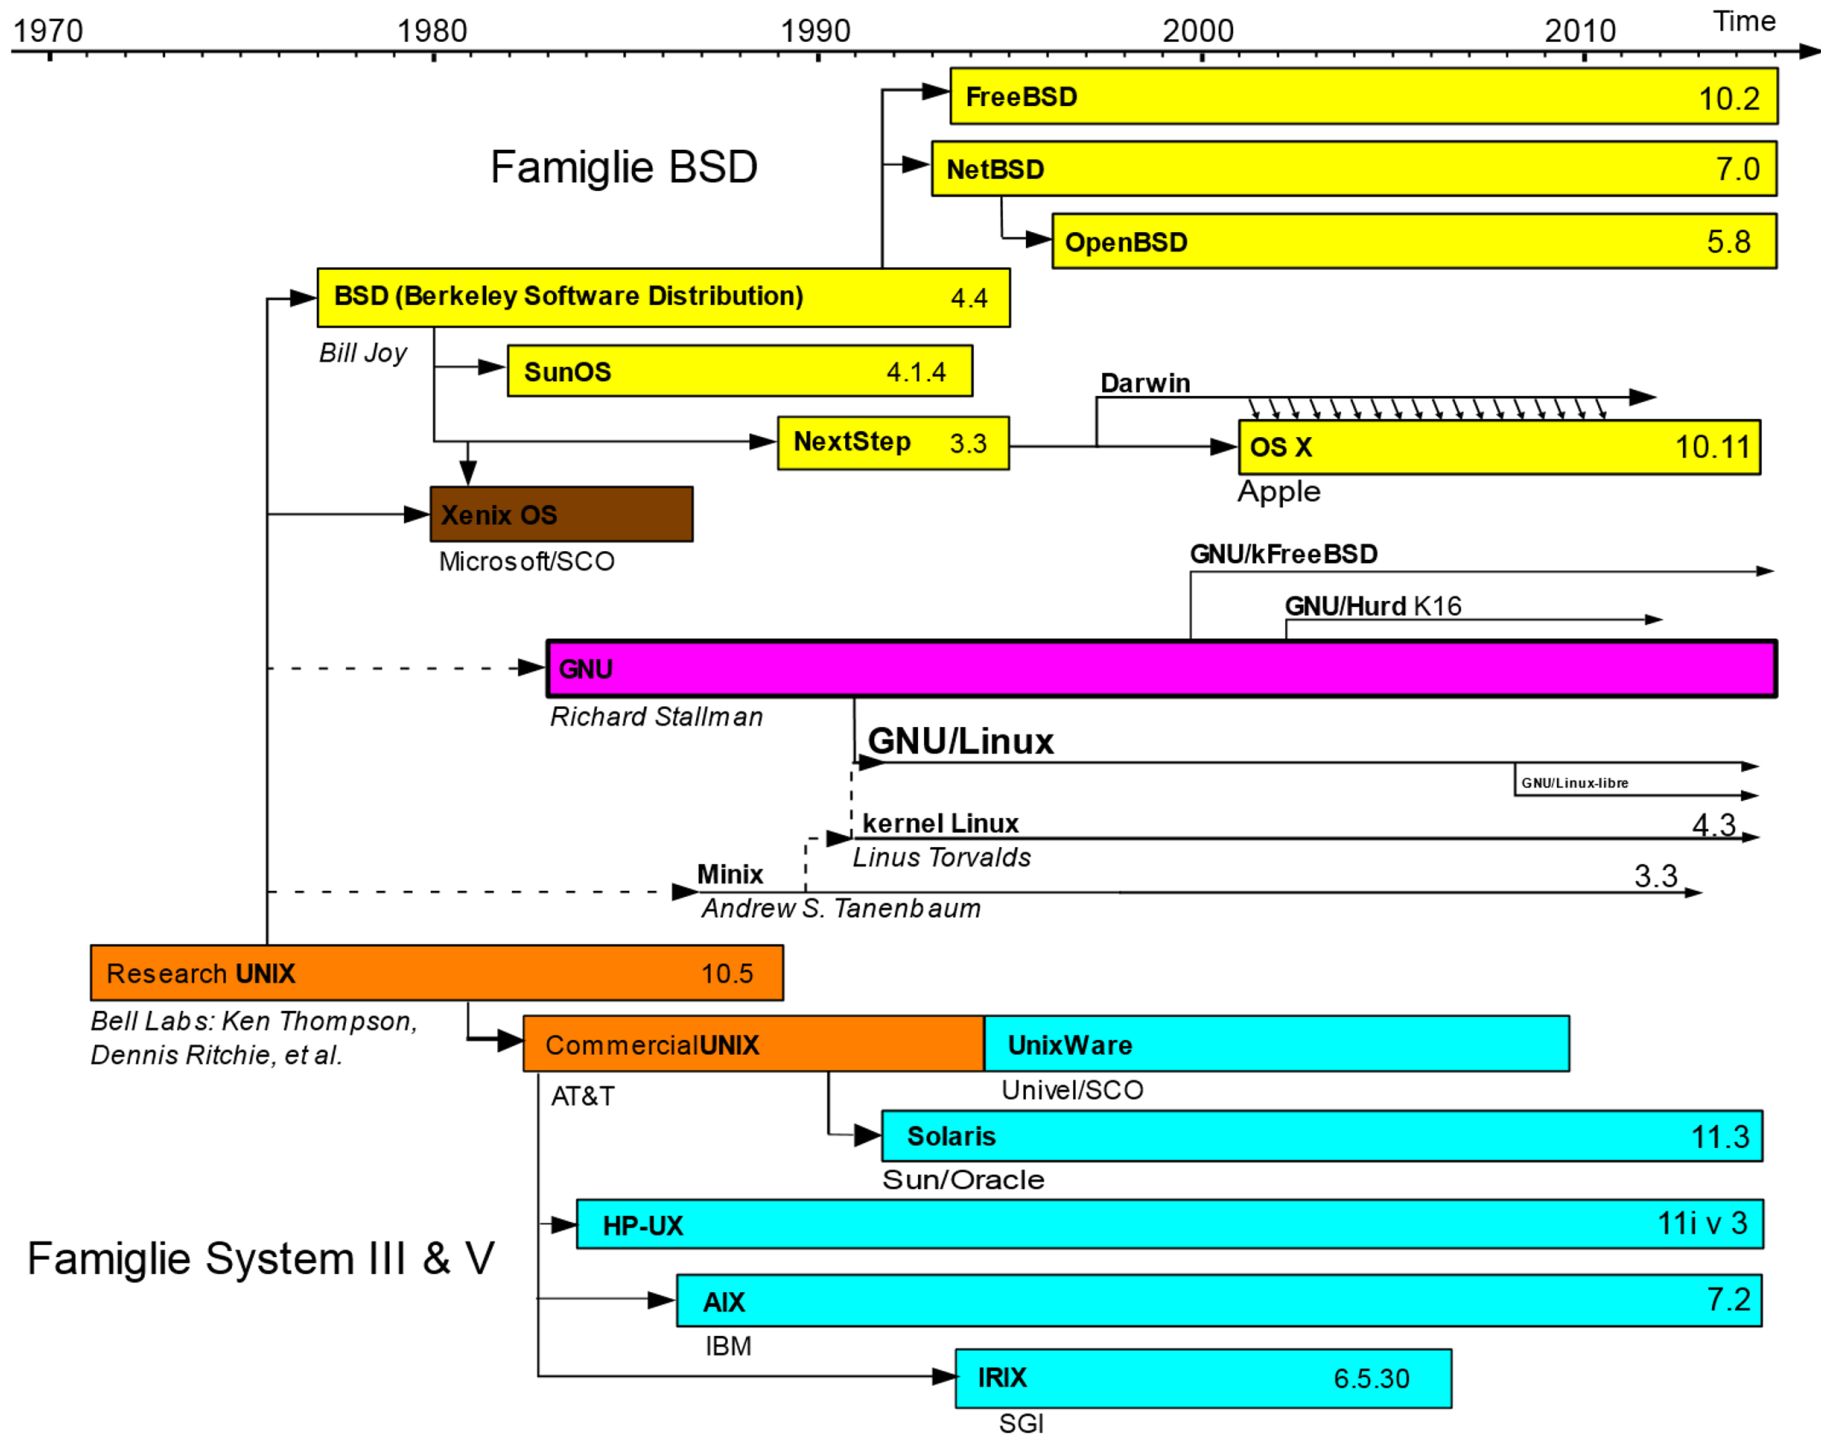 1970 1980 1990 2000 2010 Time
FreeBSD 10.2
Famiglie BSD
NetBSD 7.0
OpenBSD 5.8
BSD (Berkeley Software Distribution) 4.4
Bill Joy
SunOS 4.1.4
Darwin
NextStep 3.3
OS X 10.11
Apple
Xenix OS
Microsoft/SCO
GNU/kFreeBSD
GNU/Hurd K16
GNU
Richard Stallman
GNU/Linux
GNU/Linux-libre
kernel Linux 4.3
Linus Torvalds
Minix 3.3
Andrew S. Tanenbaum
Research UNIX 10.5
Bell Labs: Ken Thompson,
Dennis Ritchie, et al.
CommercialUNIX UnixWare
AT&T Univel/SCO
Solaris 11.3
Sun/Oracle
HP-UX 11i v 3
Famiglie System III & V
AIX 7.2
IBM
IRIX 6.5.30
SGI